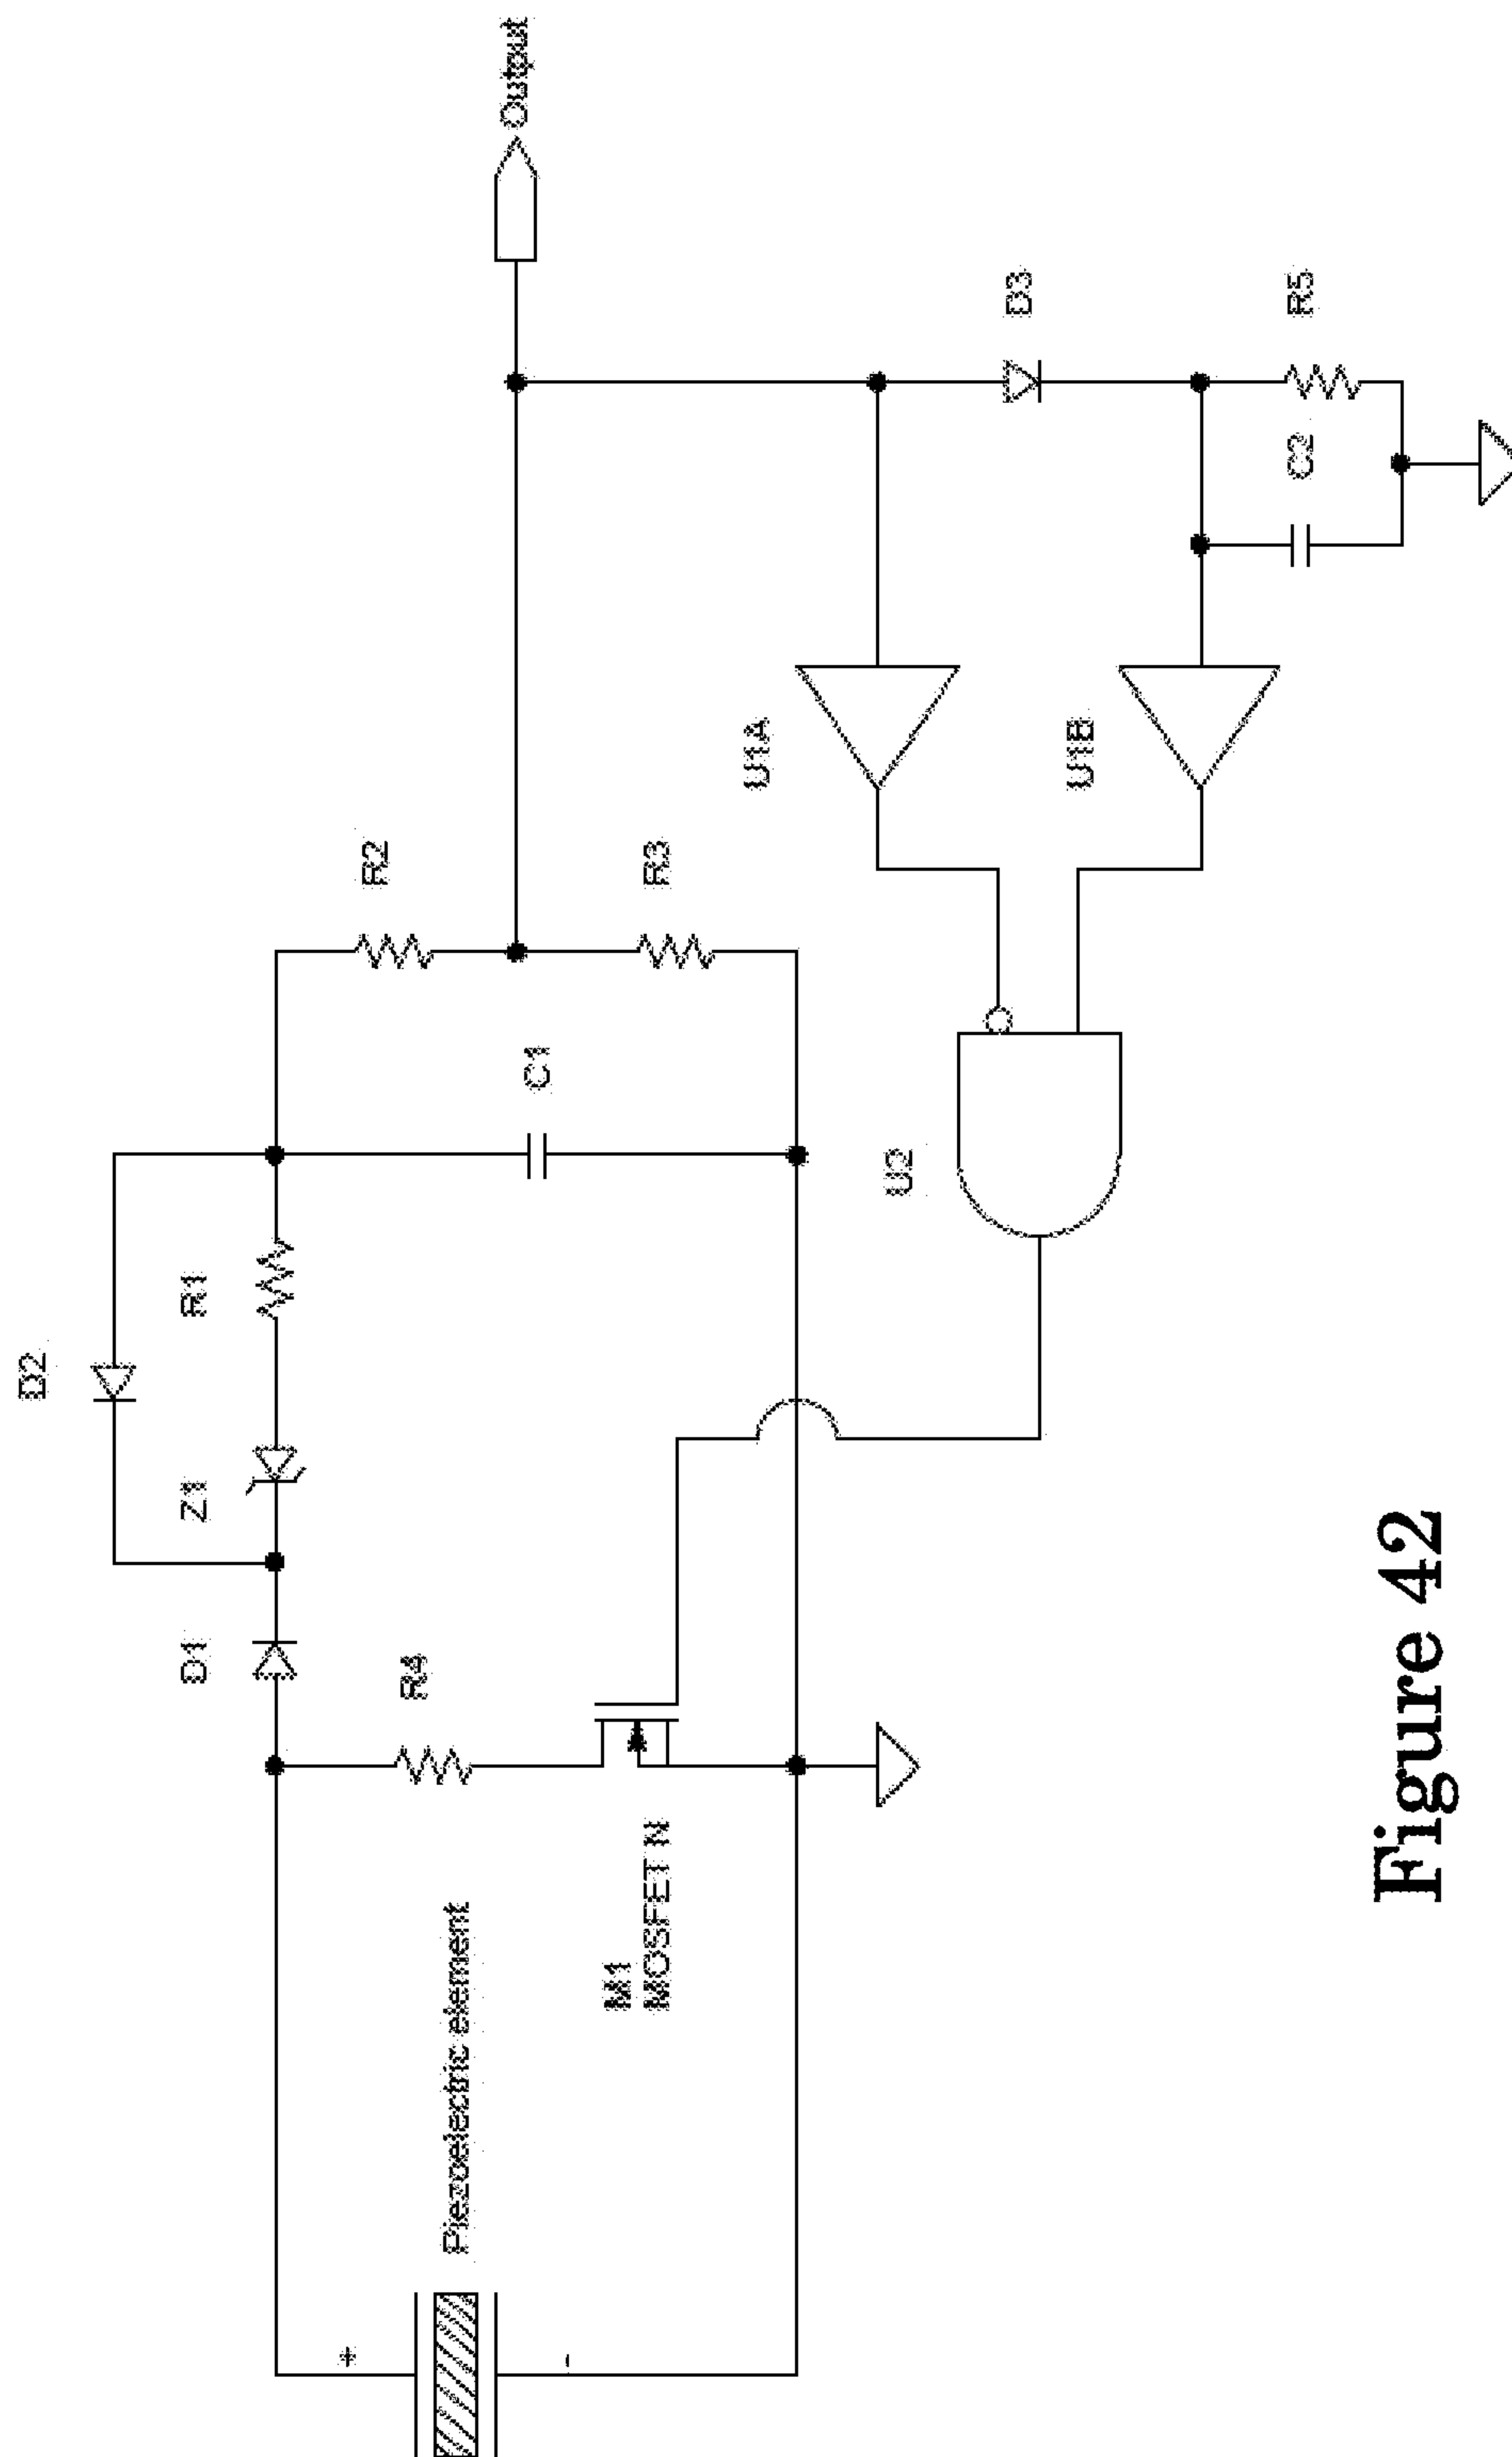 D2
D1
Z1
R1
R2
Output
R4
C1
+
Piezoelectric element
-
M1
MOSFET N
R3
U1A
U2
D3
U1B
C2
R5
Figure 42